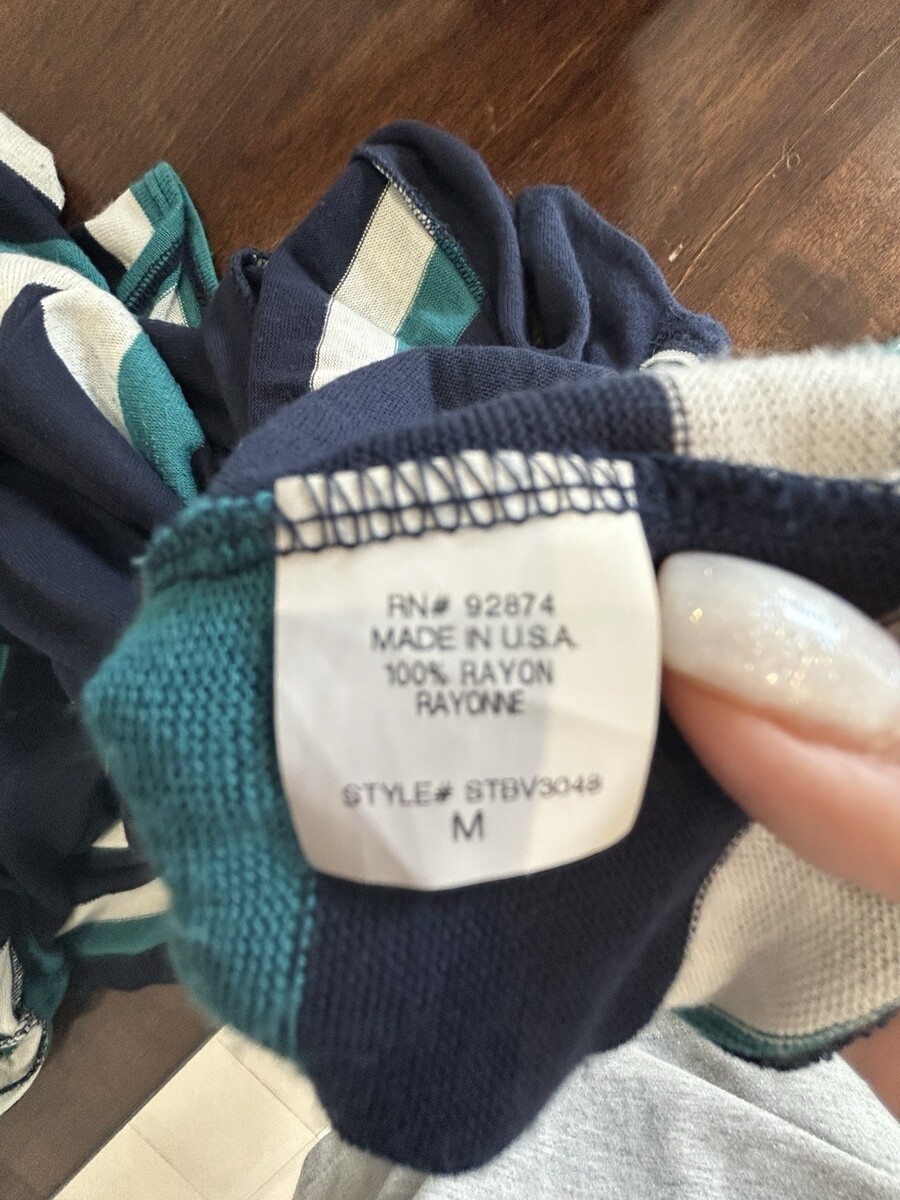 RN# 92874
MADE IN U.S.A.
100% RAYON
RAYONNE
STYLE# STBV3048
M